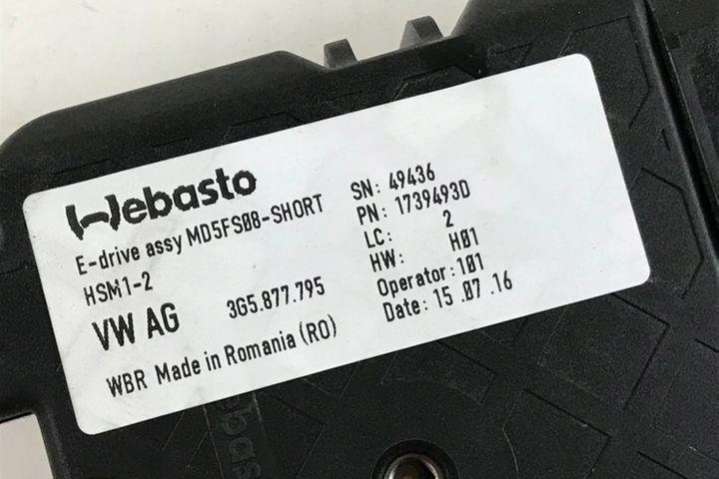 Webasto
E-drive assy MD5FS08-SHORT
HSM1-2
VW AG 3G5.877.795
WBR Made in Romania (RO)
SN: 49436
PN: 1739493D
LC: 2
HW: H01
Operator:101
Date: 15 .07 .16
ebas